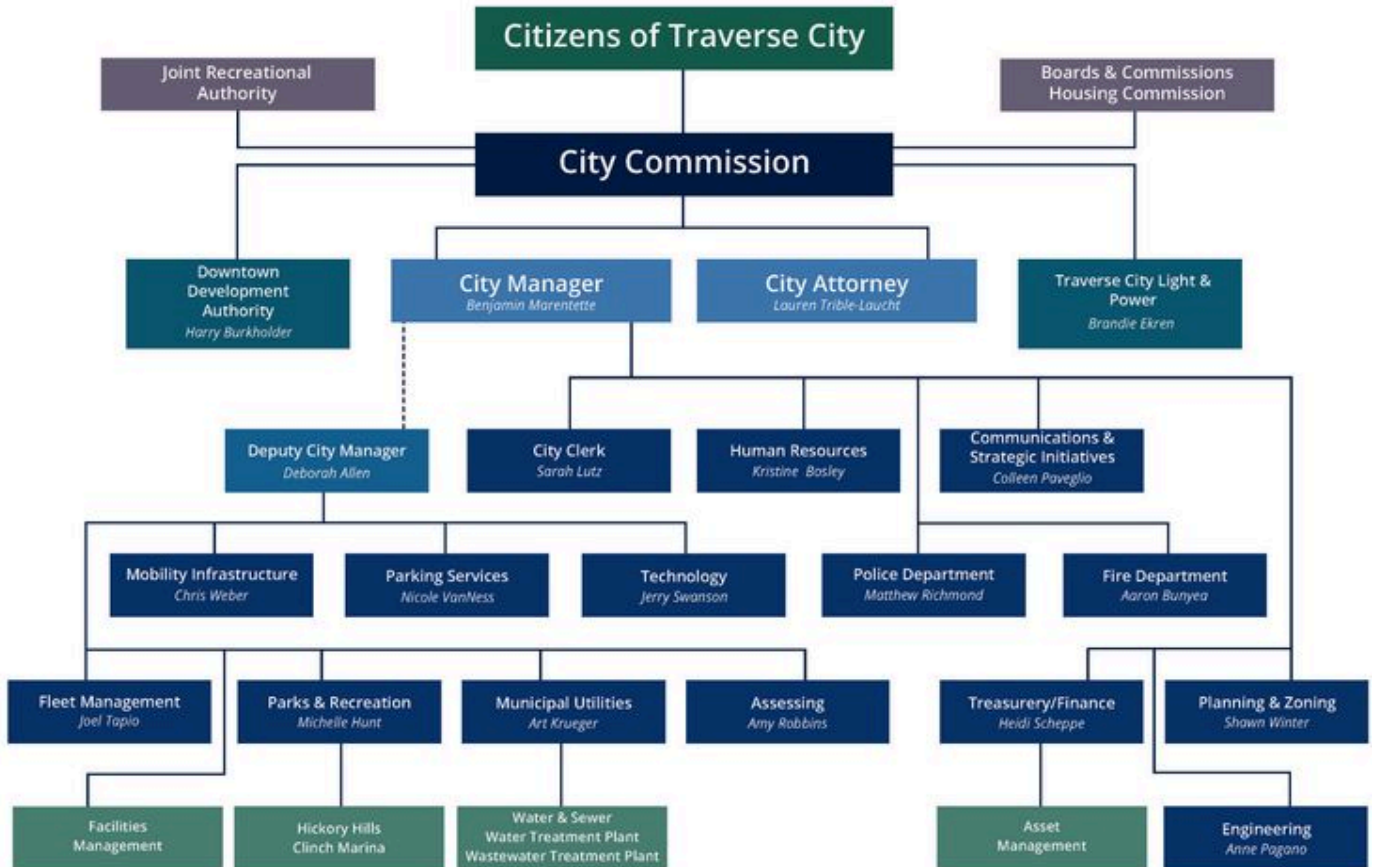 Citizens of Traverse City
Joint Recreational
Authority
Boards & Commissions
Housing Commission
City Commission
Downtown
Development
Authority
Harry Burkholder
City Manager
Benjamin Marentette
City Attorney
Lauren Trible-Laucht
Traverse City Light &
Power
Brandie Ekren
Deputy City Manager
Deborah Allen
City Clerk
Sarah Lutz
Human Resources
Kristine Bosley
Communications &
Strategic Initiatives
Colleen Paveglio
Mobility Infrastructure
Chris Weber
Parking Services
Nicole VanNess
Technology
Jerry Swanson
Police Department
Matthew Richmond
Fire Department
Aaron Bunyea
Fleet Management
Joel Tapio
Parks & Recreation
Michelle Hunt
Municipal Utilities
Art Krueger
Assessing
Amy Robbins
Treasurery/Finance
Heidi Scheppe
Planning & Zoning
Shawn Winter
Facilities
Management
Hickory Hills
Clinch Marina
Water & Sewer
Water Treatment Plant
Wastewater Treatment Plant
Asset
Management
Engineering
Anne Pagano